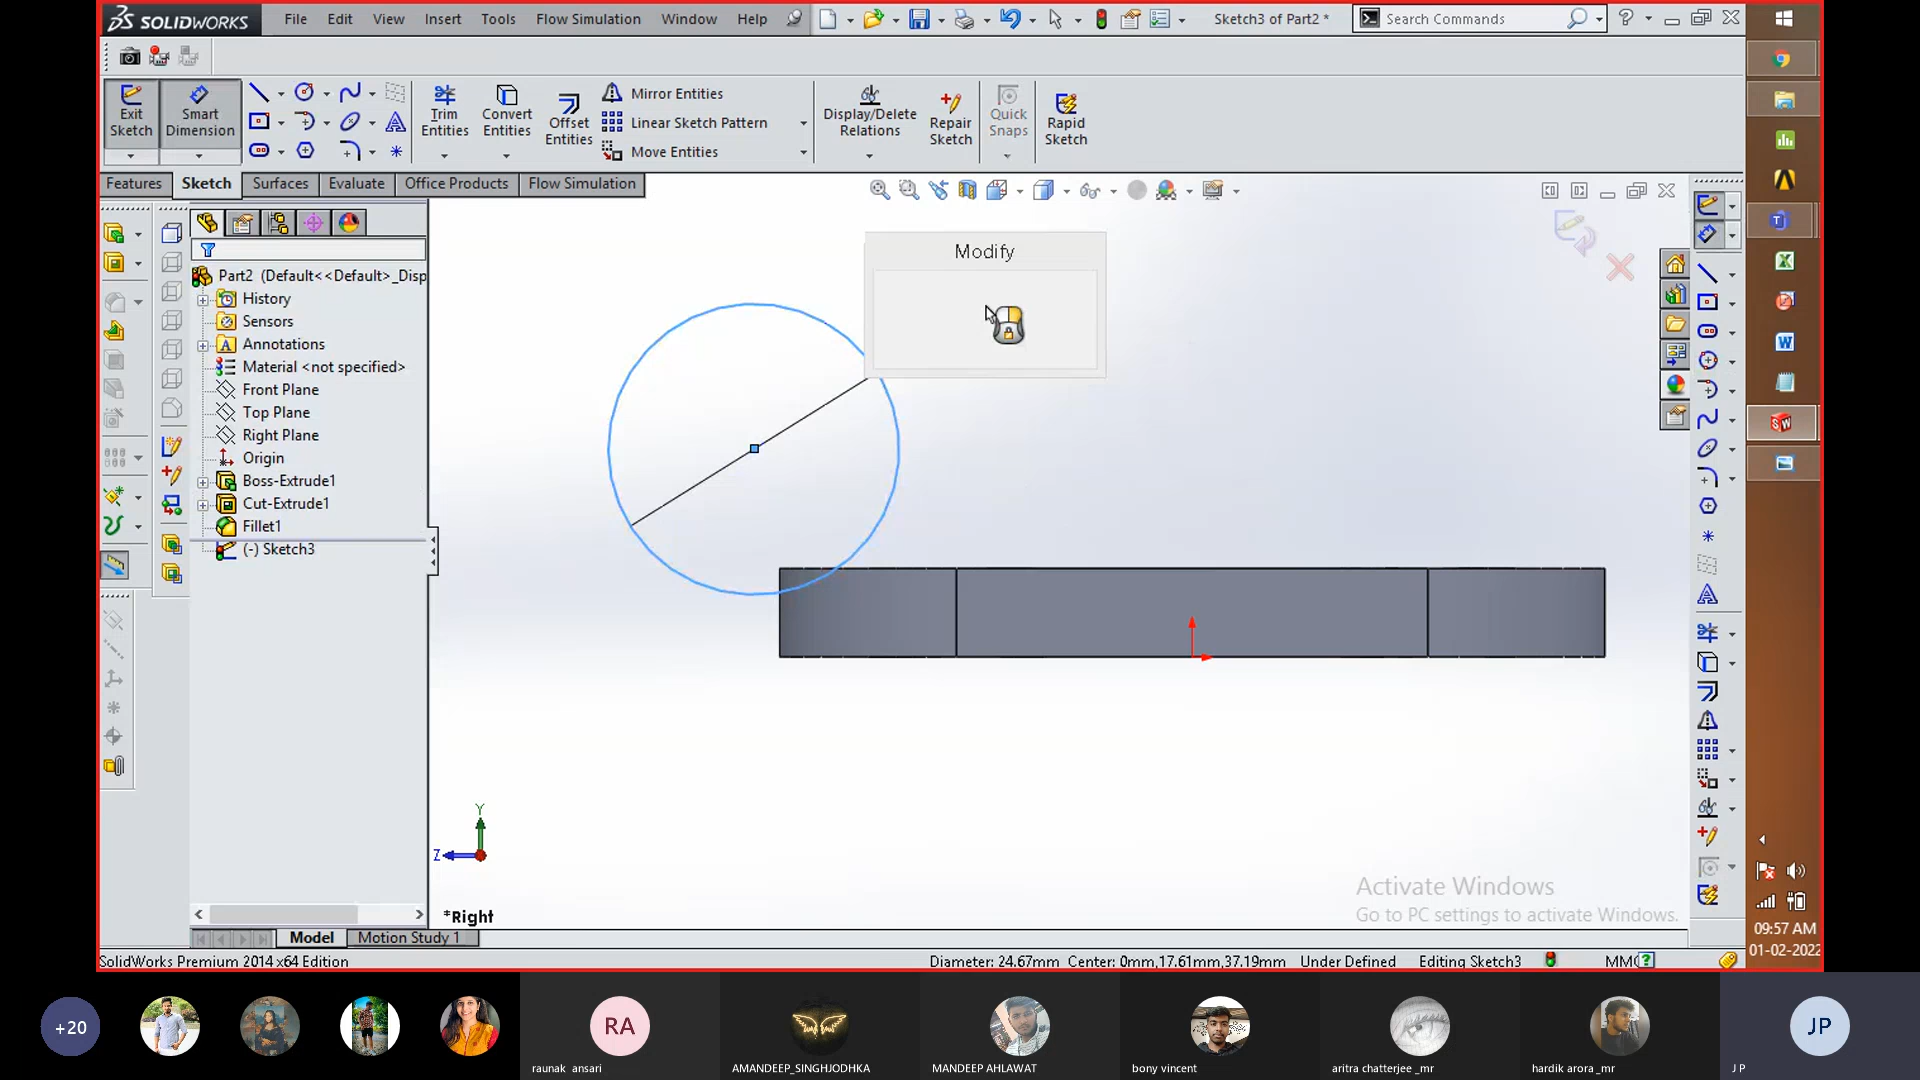 SOLIDWORKS
File Edit View Insert Tools Flow Simulation Window Help
Sketch3 of Part2 *
Search Commands
Exit Sketch
Smart Dimension
Trim Entities
Convert Entities
Offset Entities
Mirror Entities
Linear Sketch Pattern
Move Entities
Display/Delete Relations
Repair Sketch
Quick Snaps
Rapid Sketch
Features Sketch Surfaces Evaluate Office Products Flow Simulation
Modify
Part2 (Default<<Default>_Disp
History
Sensors
Annotations
Material <not specified>
Front Plane
Top Plane
Right Plane
Origin
Boss-Extrude1
Cut-Extrude1
Fillet1
(-) Sketch3
Y
Z
*Right
Activate Windows
Go to PC settings to activate Windows.
Model Motion Study 1
09:57 AM
01-02-2022
SolidWorks Premium 2014 x64 Edition
Diameter: 24.67mm Center: 0mm,17.61mm,37.19mm Under Defined Editing Sketch3
+20
RA
JP
raunak ansari
AMANDEEP_SINGHJODHKA
MANDEEP AHLAWAT
bony vincent
aritra chatterjee _mr
hardik arora _mr
J P